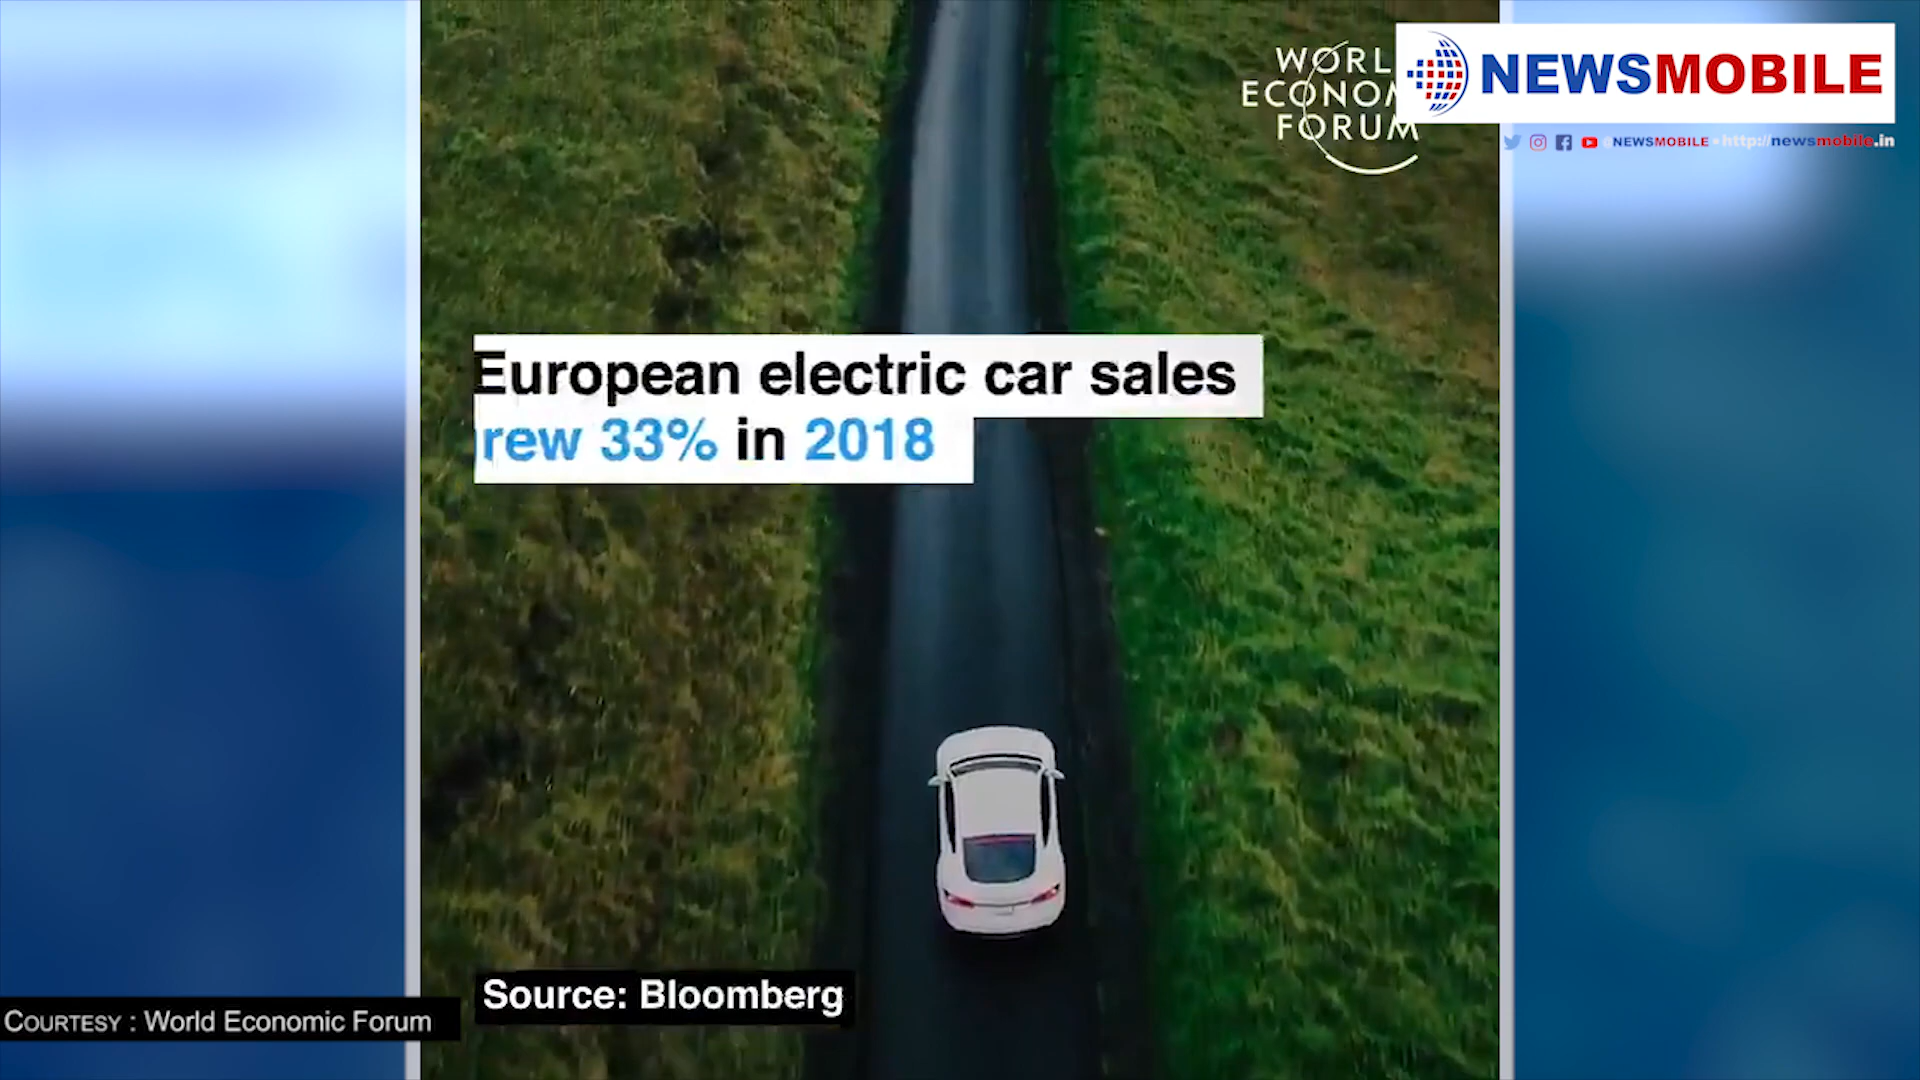 WORL
ECONOM
FORUM
NEWSMOBILE
@NEWSMOBILE • http://newsmobile.in
European electric car sales
rew 33% in 2018
Source: Bloomberg
COURTESY : World Economic Forum